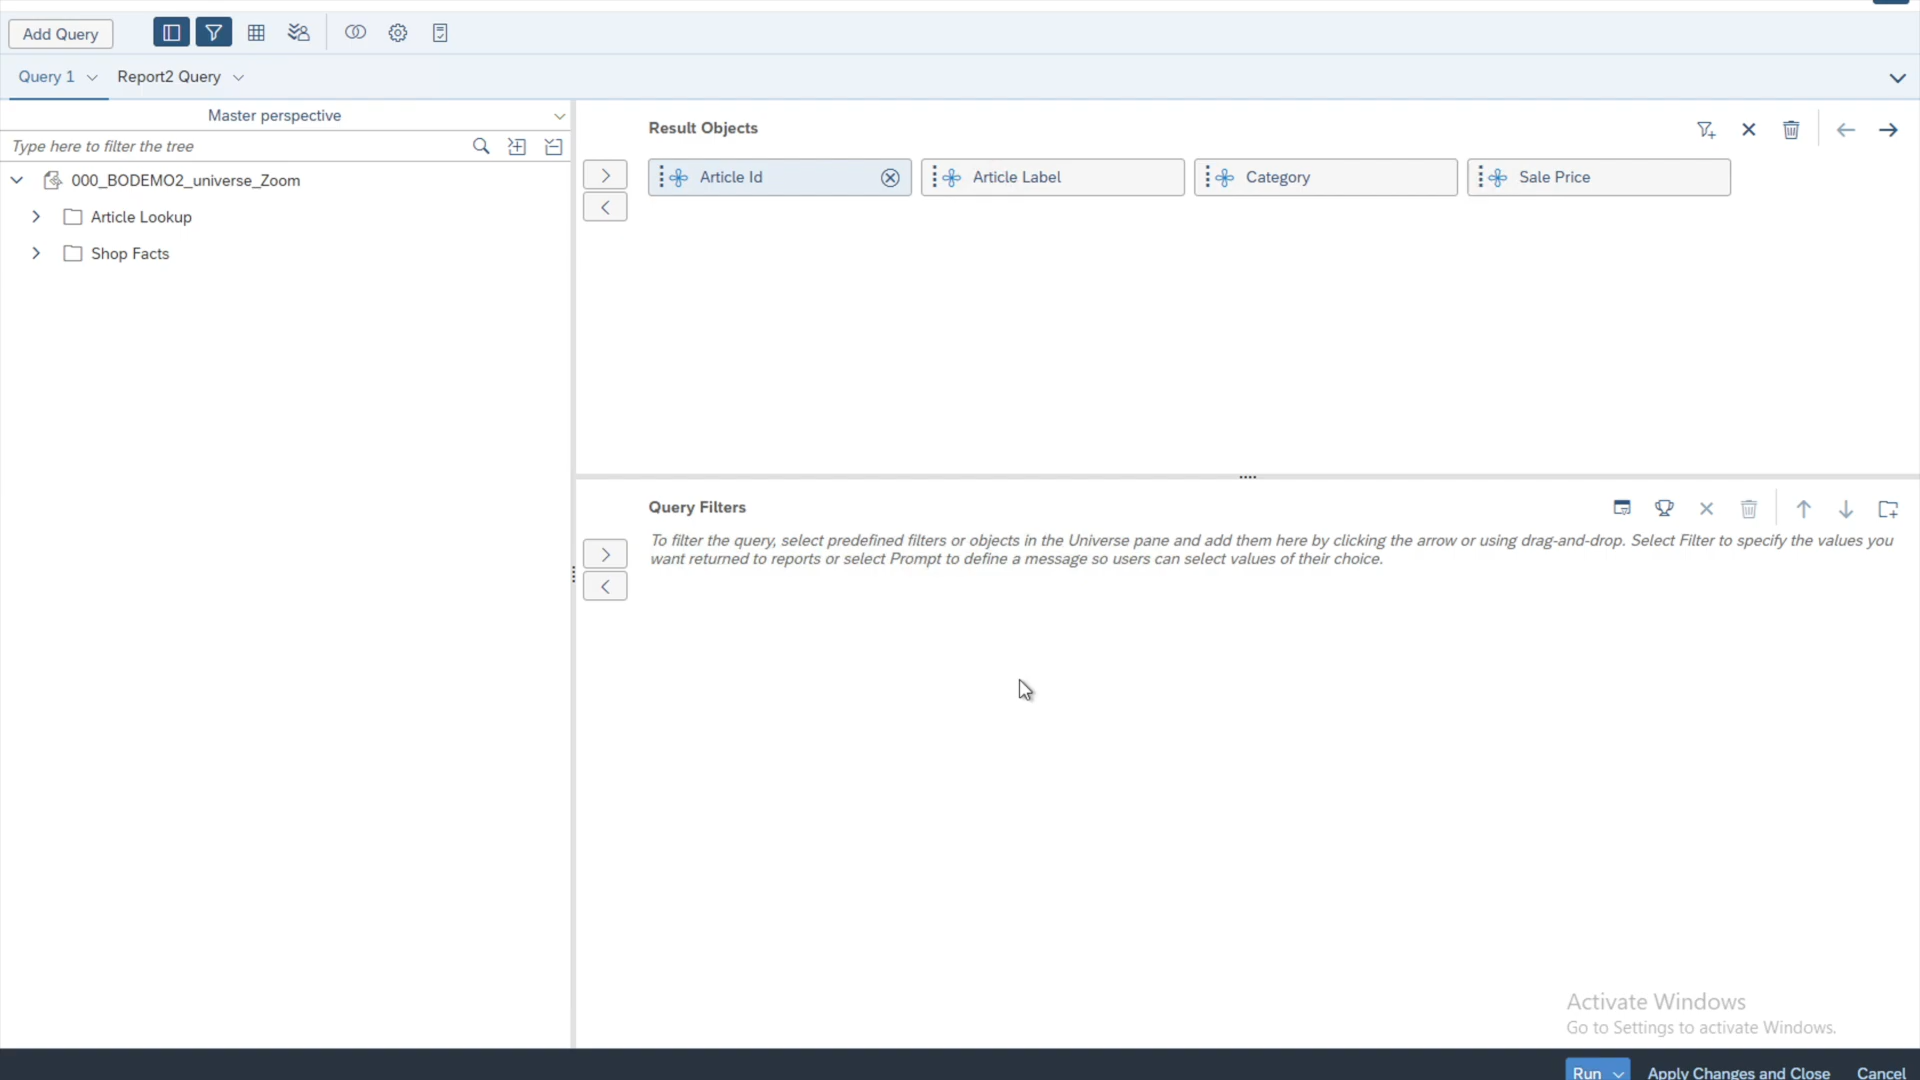 Add Query
Query 1
Report2 Query
Master perspective
Type here to filter the tree
000_BODEMO2_universe_Zoom
Article Lookup
Shop Facts
Result Objects
Article Id
Article Label
Category
Sale Price
Query Filters
To filter the query, select predefined filters or objects in the Universe pane and add them here by clicking the arrow or using drag-and-drop. Select Filter to specify the values you
want returned to reports or select Prompt to define a message so users can select values of their choice.
Activate Windows
Go to Settings to activate Windows.
Run
Apply Changes and Close
Cancel